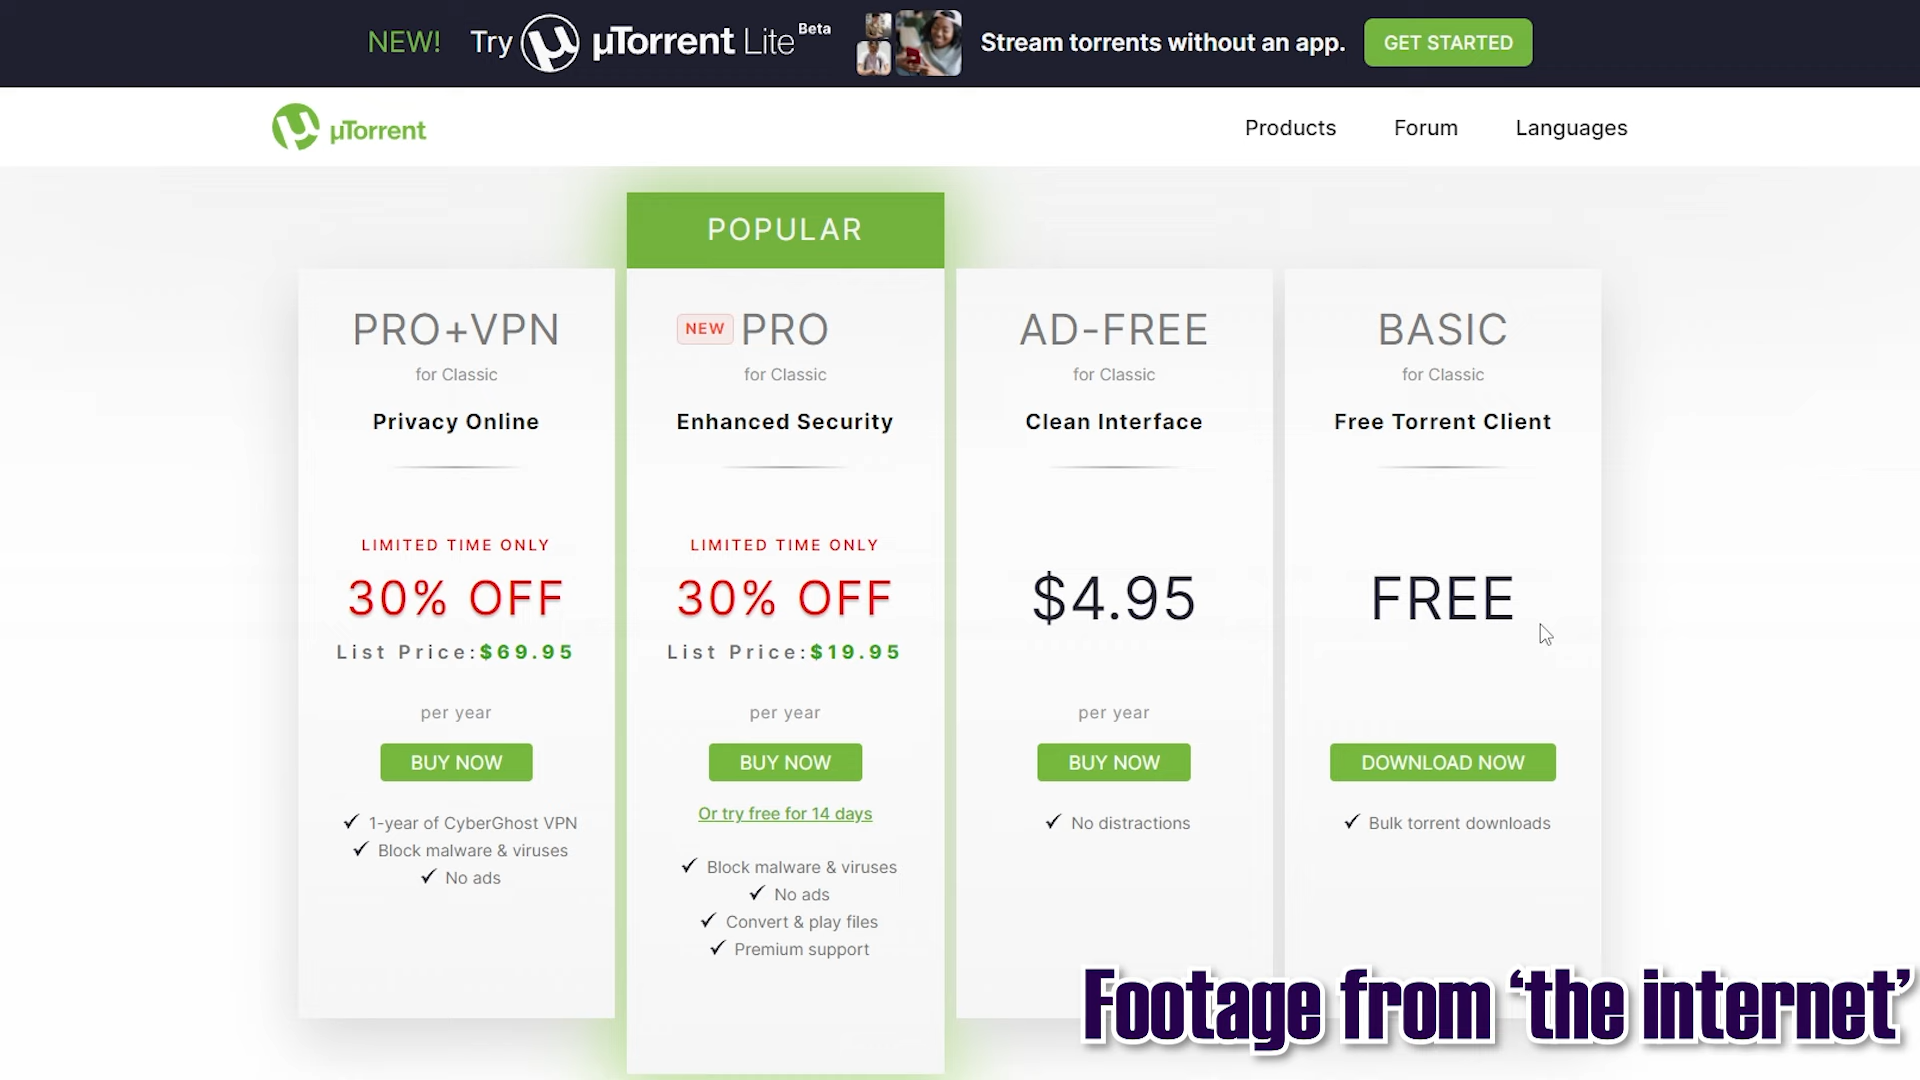 NEW! Try µTorrent Lite Beta Stream torrents without an app. GET STARTED
µTorrent Products Forum Languages
POPULAR
PRO+VPN
for Classic
Privacy Online
LIMITED TIME ONLY
30% OFF
List Price:$69.95
per year
BUY NOW
✓ 1-year of CyberGhost VPN
✓ Block malware & viruses
✓ No ads
NEW PRO
for Classic
Enhanced Security
LIMITED TIME ONLY
30% OFF
List Price:$19.95
per year
BUY NOW
Or try free for 14 days
✓ Block malware & viruses
✓ No ads
✓ Convert & play files
✓ Premium support
AD-FREE
for Classic
Clean Interface
$4.95
per year
BUY NOW
✓ No distractions
BASIC
for Classic
Free Torrent Client
FREE
DOWNLOAD NOW
✓ Bulk torrent downloads
Footage from ‘the internet’